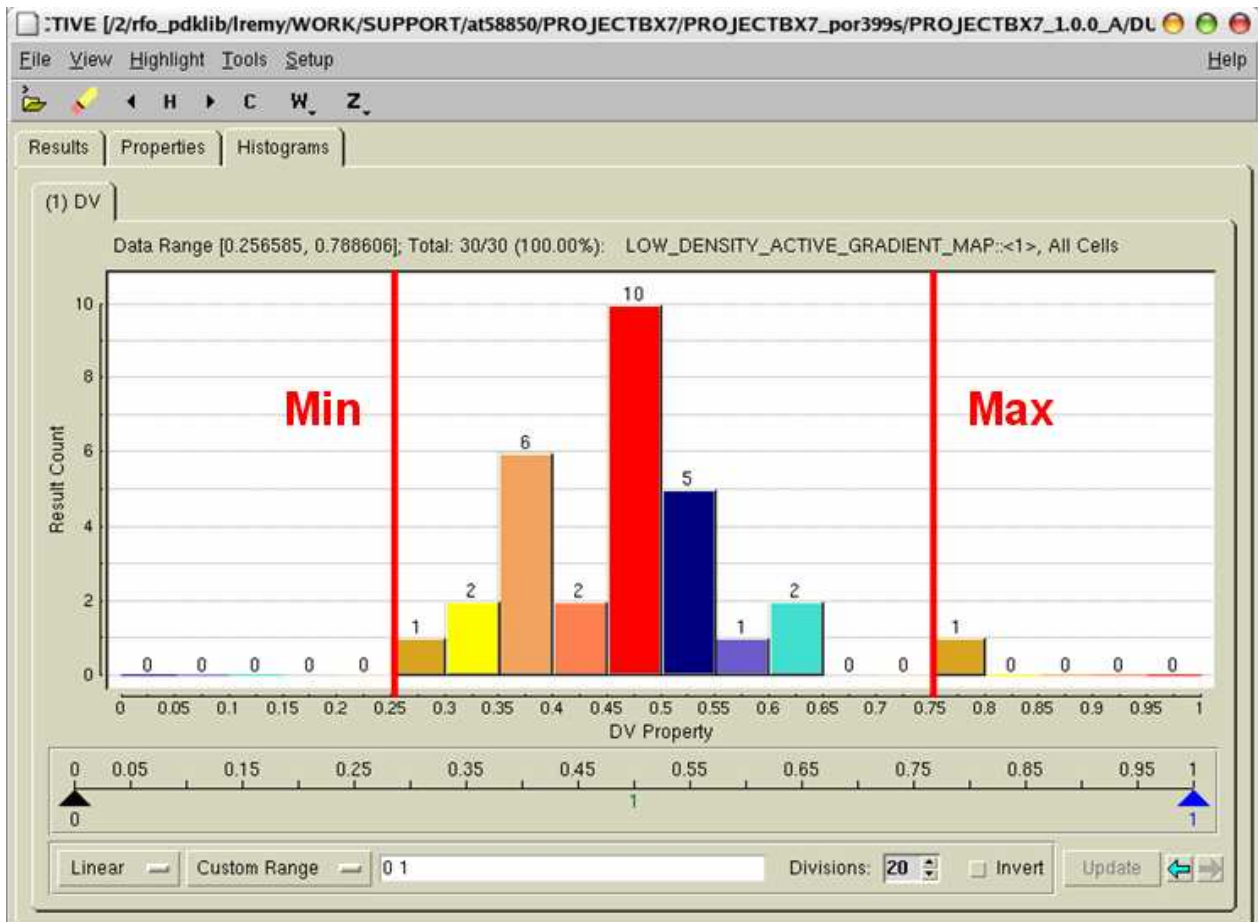 :TIVE [/2/rfo_pdklib/lremy/WORK/SUPPORT/at58850/PROJECTBX7/PROJECTBX7_por399s/PROJECTBX7_1.0.0_A/DU
File View Highlight Tools Setup Help
H C W Z
Results Properties Histograms
(1) DV
Data Range [0.256585, 0.788606]; Total: 30/30 (100.00%): LOW_DENSITY_ACTIVE_GRADIENT_MAP::<1>, All Cells
Result Count
10
8
6
4
2
0
Min
Max
0 0 0 0 0 1 2 6 2 10 5 1 2 0 0 1 0 0 0 0
0 0.05 0.1 0.15 0.2 0.25 0.3 0.35 0.4 0.45 0.5 0.55 0.6 0.65 0.7 0.75 0.8 0.85 0.9 0.95 1
DV Property
0 0.05 0.15 0.25 0.35 0.45 0.55 0.65 0.75 0.85 0.95 1
0 1 1
Linear Custom Range 0 1 Divisions: 20 Invert Update